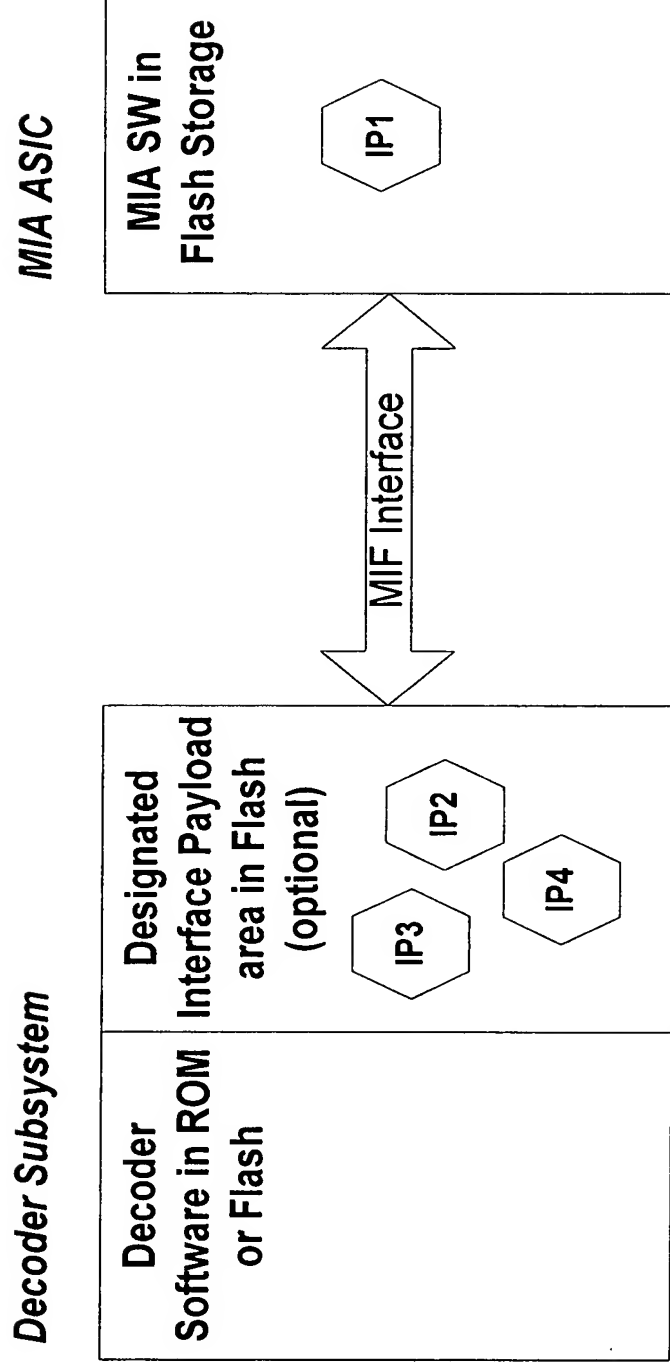 Decoder Subsystem
MIA ASIC
Decoder
Software in ROM
or Flash
Designated
Interface Payload
area in Flash
(optional)
IP3
IP2
IP4
MIF Interface
MIA SW in
Flash Storage
IP1